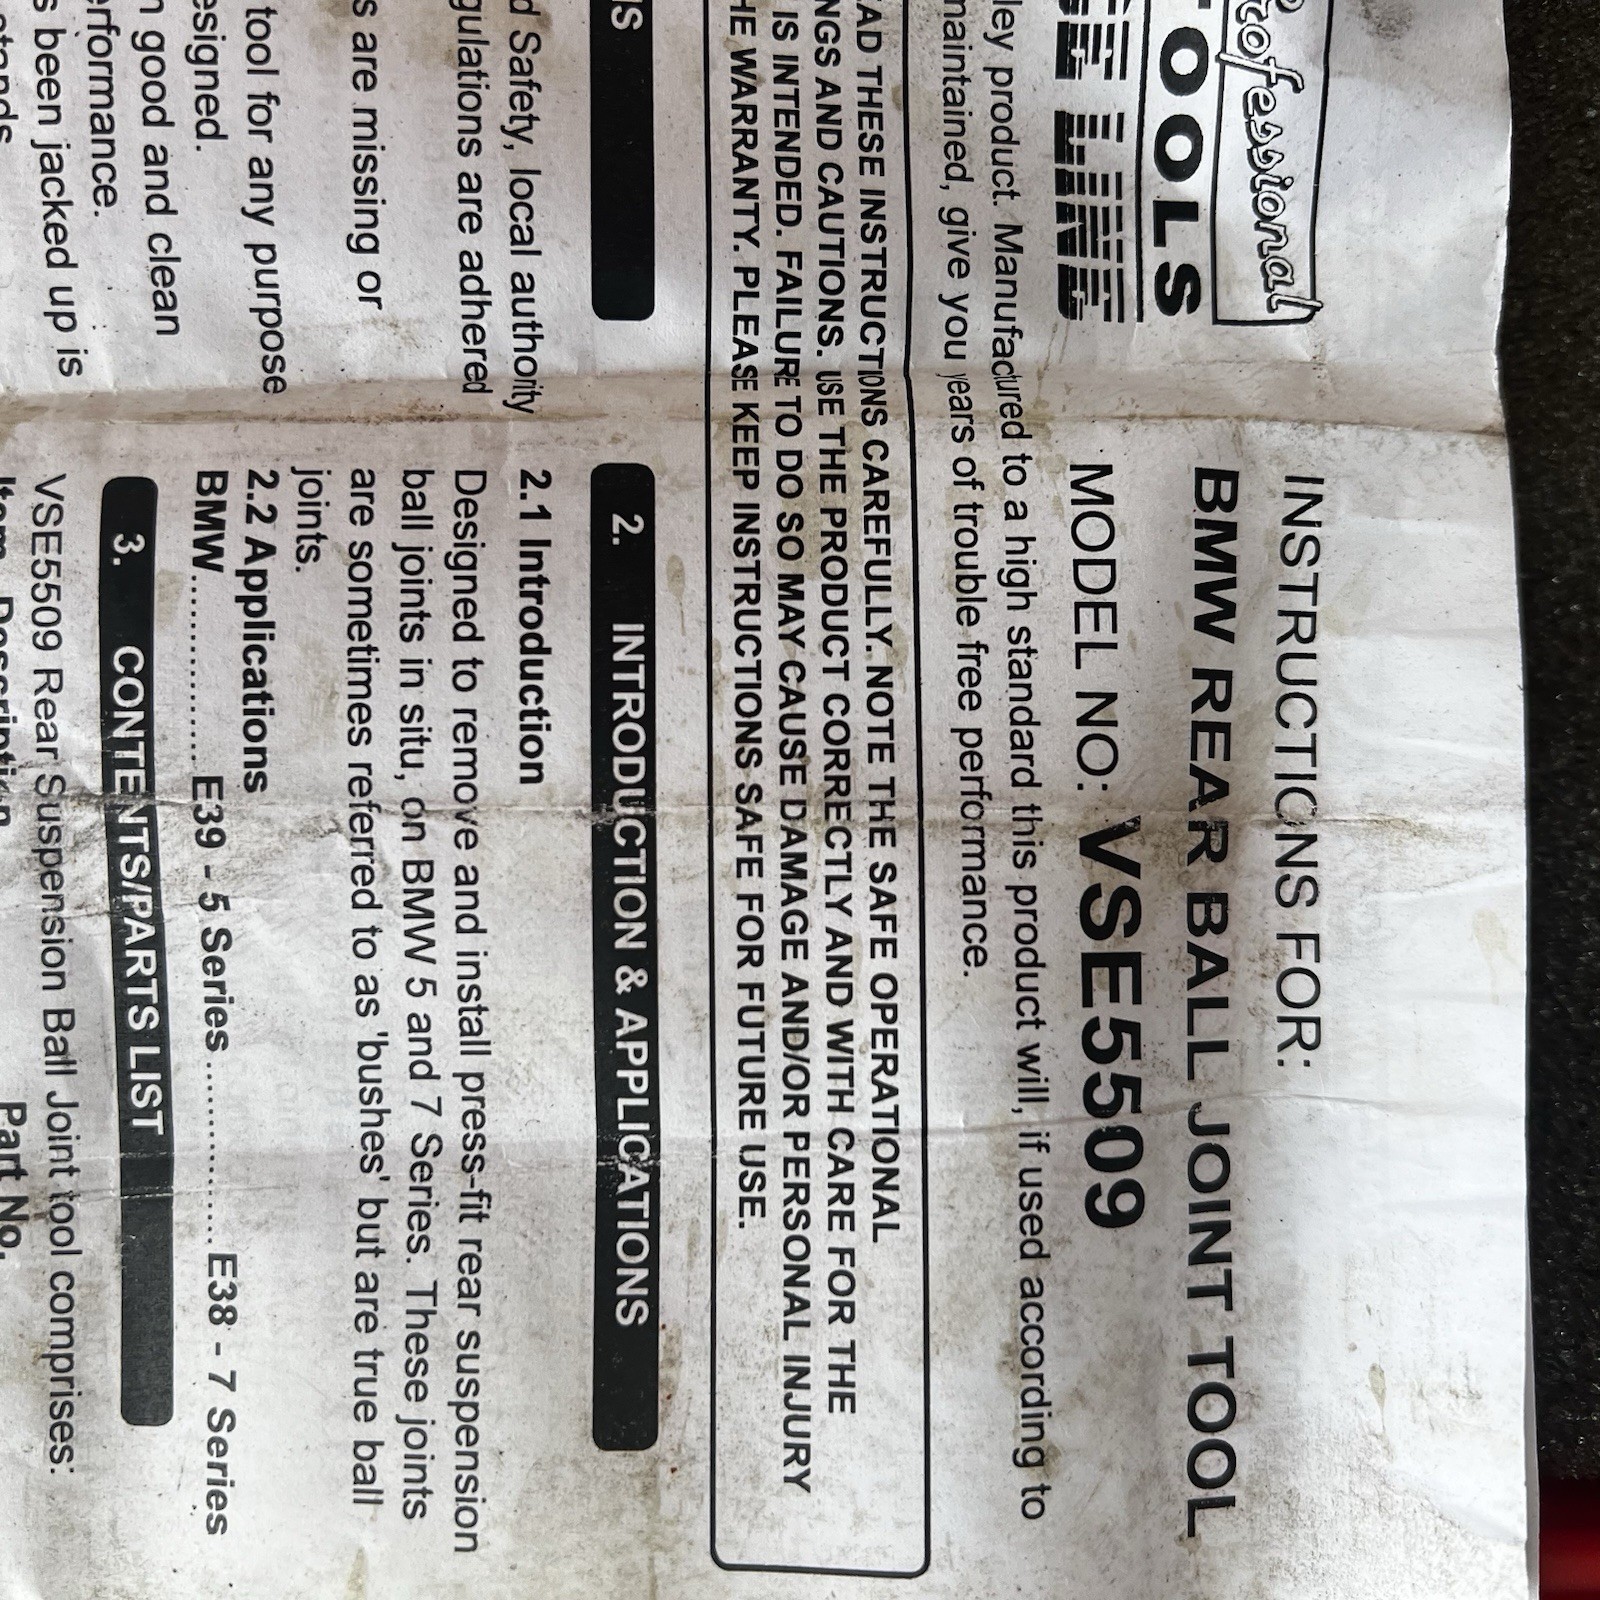 Professional
TOOLS
LINE
INSTRUCTIONS FOR:
BMW REAR BALL JOINT TOOL
MODEL NO: VSE5509
ley product. Manufactured to a high standard this product will, if used according to
maintained, give you years of trouble free performance.
EAD THESE INSTRUCTIONS CAREFULLY. NOTE THE SAFE OPERATIONAL
NGS AND CAUTIONS. USE THE PRODUCT CORRECTLY AND WITH CARE FOR THE
IS INTENDED. FAILURE TO DO SO MAY CAUSE DAMAGE AND/OR PERSONAL INJURY
HE WARRANTY. PLEASE KEEP INSTRUCTIONS SAFE FOR FUTURE USE.
NS
d Safety, local authority
gulations are adhered
s are missing or
tool for any purpose
esigned.
n good and clean
erformance.
s been jacked up is
stands
2. INTRODUCTION & APPLICATIONS
2.1 Introduction
Designed to remove and install press-fit rear suspension
ball joints in situ, on BMW 5 and 7 Series. These joints
are sometimes referred to as 'bushes' but are true ball
joints.
2.2 Applications
BMW................ E39 - 5 Series ................ E38 - 7 Series
3. CONTENTS/PARTS LIST
VSE5509 Rear Suspension Ball Joint tool comprises:
Item Description Part No.